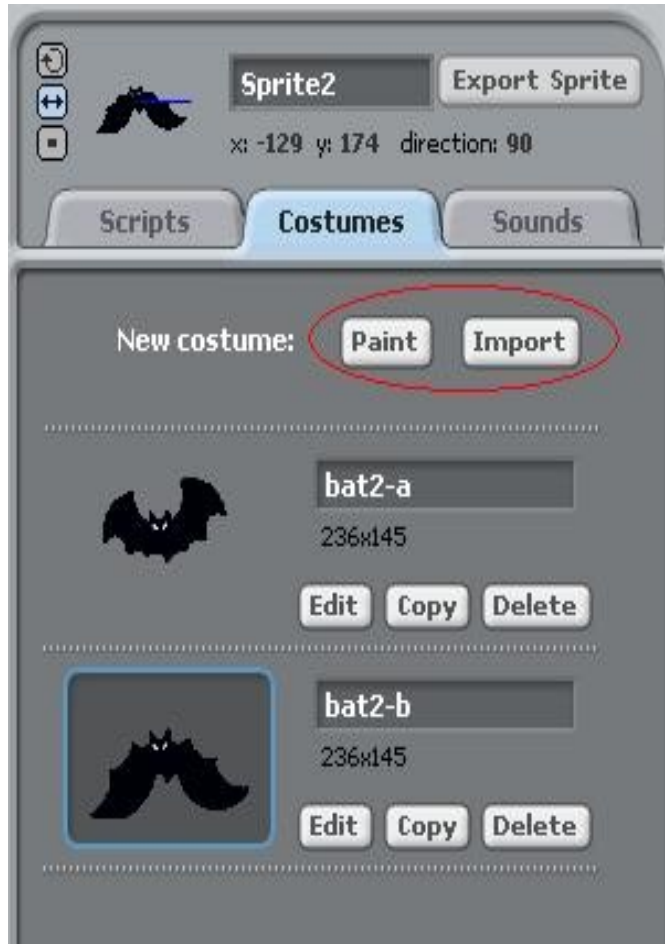 Sprite2 Export Sprite
x: -129 y: 174 direction: 90
Scripts Costumes Sounds
New costume: Paint Import
bat2-a
236x145
Edit Copy Delete
bat2-b
236x145
Edit Copy Delete